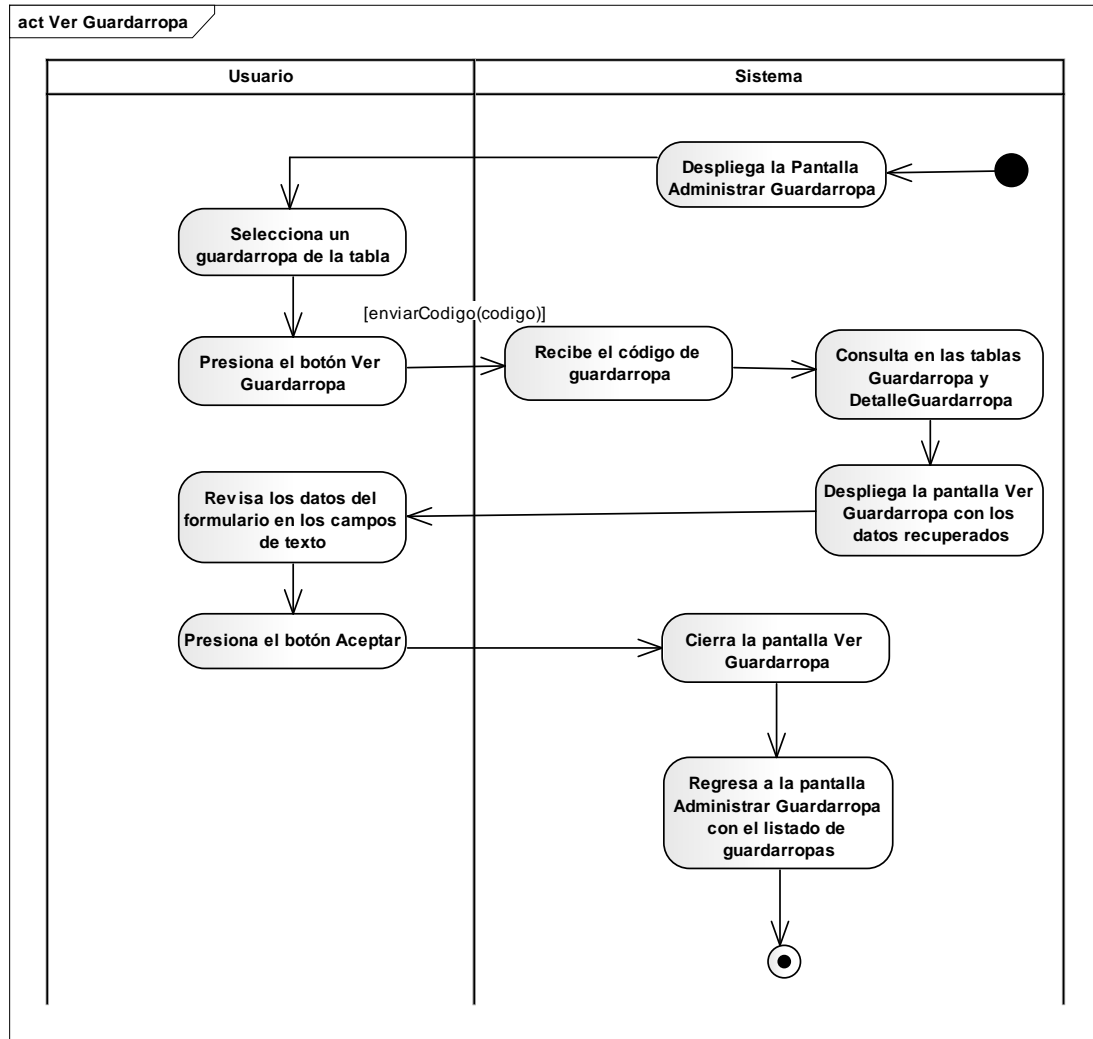 act Ver Guardarropa
Usuario
Sistema
Despliega la Pantalla
Administrar Guardarropa
Selecciona un
guardarropa de la tabla
[enviarCodigo(codigo)]
Presiona el botón Ver
Guardarropa
Recibe el código de
guardarropa
Consulta en las tablas
Guardarropa y
DetalleGuardarropa
Despliega la pantalla Ver
Guardarropa con los
datos recuperados
Revisa los datos del
formulario en los campos
de texto
Presiona el botón Aceptar
Cierra la pantalla Ver
Guardarropa
Regresa a la pantalla
Administrar Guardarropa
con el listado de
guardarropas